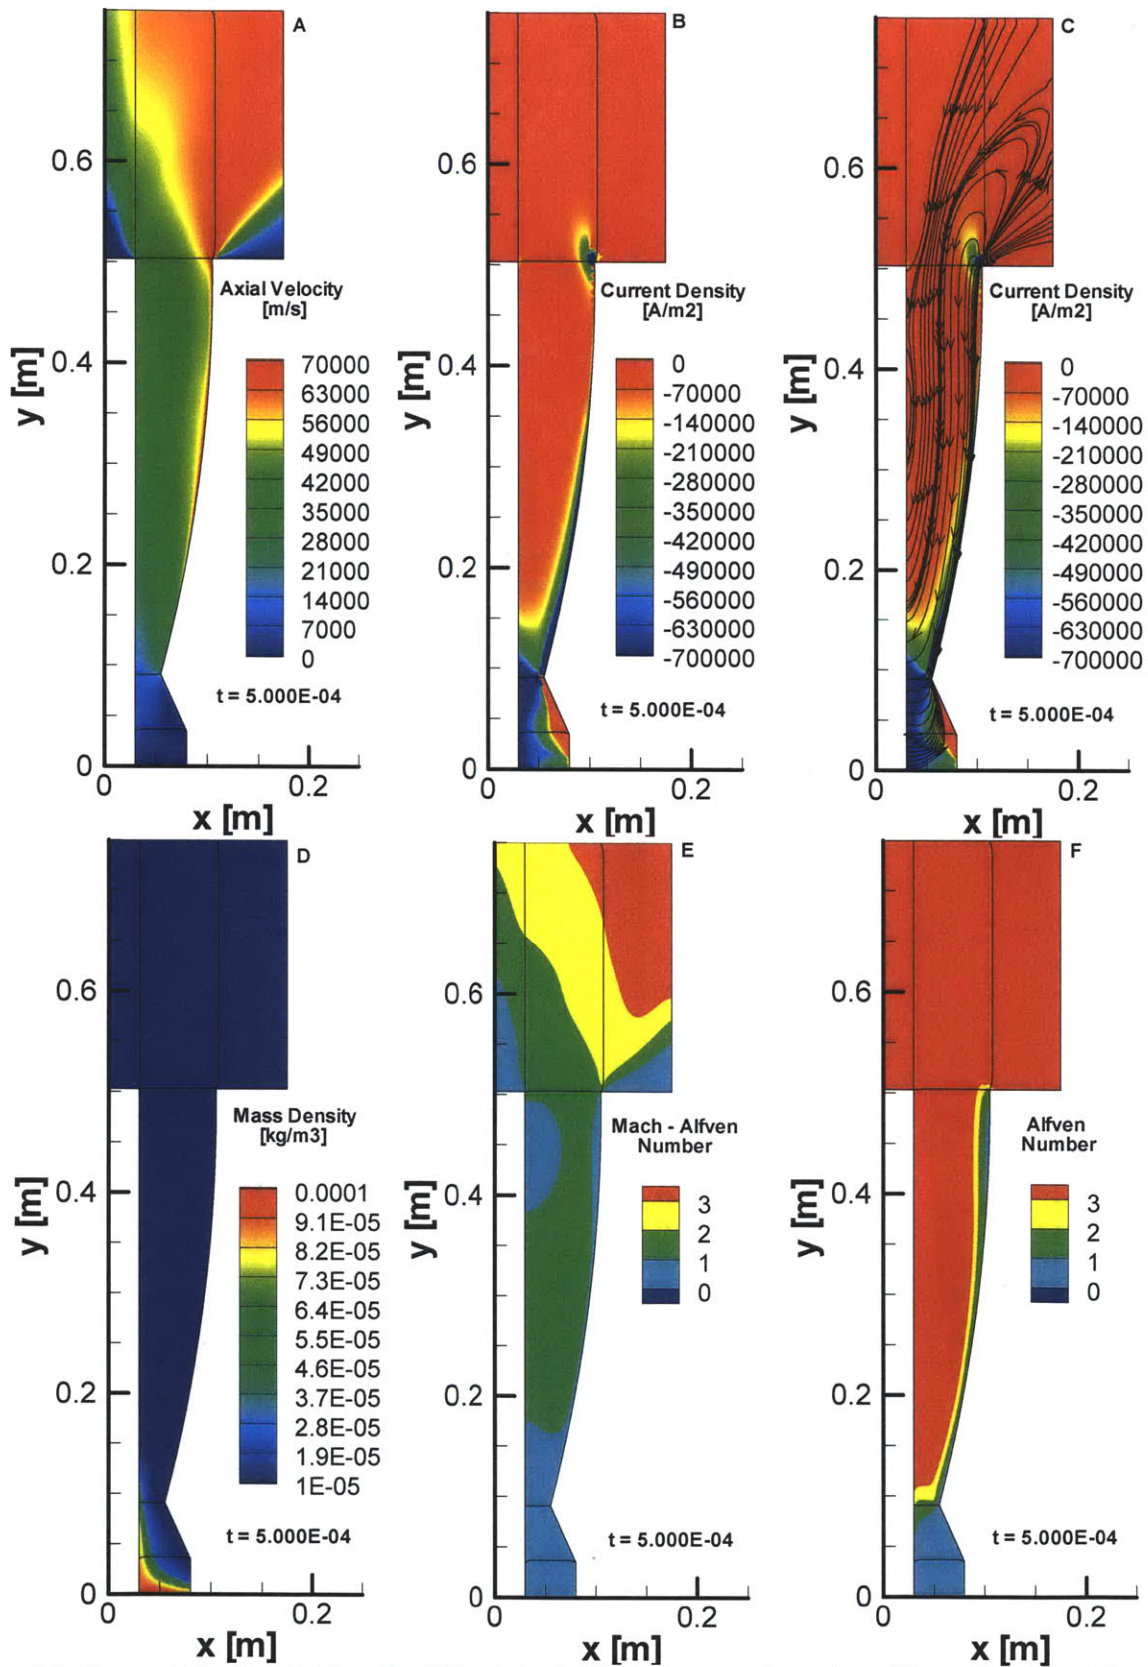 A
0.6
0.4
0.2
0
y [m]
Axial Velocity
[m/s]
70000
63000
56000
49000
42000
35000
28000
21000
14000
7000
0
t = 5.000E-04
0
0.2
x [m]
B
0.6
0.4
0.2
0
y [m]
Current Density
[A/m2]
0
-70000
-140000
-210000
-280000
-350000
-420000
-490000
-560000
-630000
-700000
t = 5.000E-04
0
0.2
x [m]
C
0.6
0.4
0.2
0
y [m]
Current Density
[A/m2]
0
-70000
-140000
-210000
-280000
-350000
-420000
-490000
-560000
-630000
-700000
t = 5.000E-04
0
0.2
x [m]
D
0.6
0.4
0.2
0
y [m]
Mass Density
[kg/m3]
0.0001
9.1E-05
8.2E-05
7.3E-05
6.4E-05
5.5E-05
4.6E-05
3.7E-05
2.8E-05
1.9E-05
1E-05
t = 5.000E-04
0
0.2
x [m]
E
0.6
0.4
0.2
0
y [m]
Mach - Alfven
Number
3
2
1
0
t = 5.000E-04
0
0.2
x [m]
F
0.6
0.4
0.2
0
y [m]
Alfven
Number
3
2
1
0
t = 5.000E-04
0
0.2
x [m]